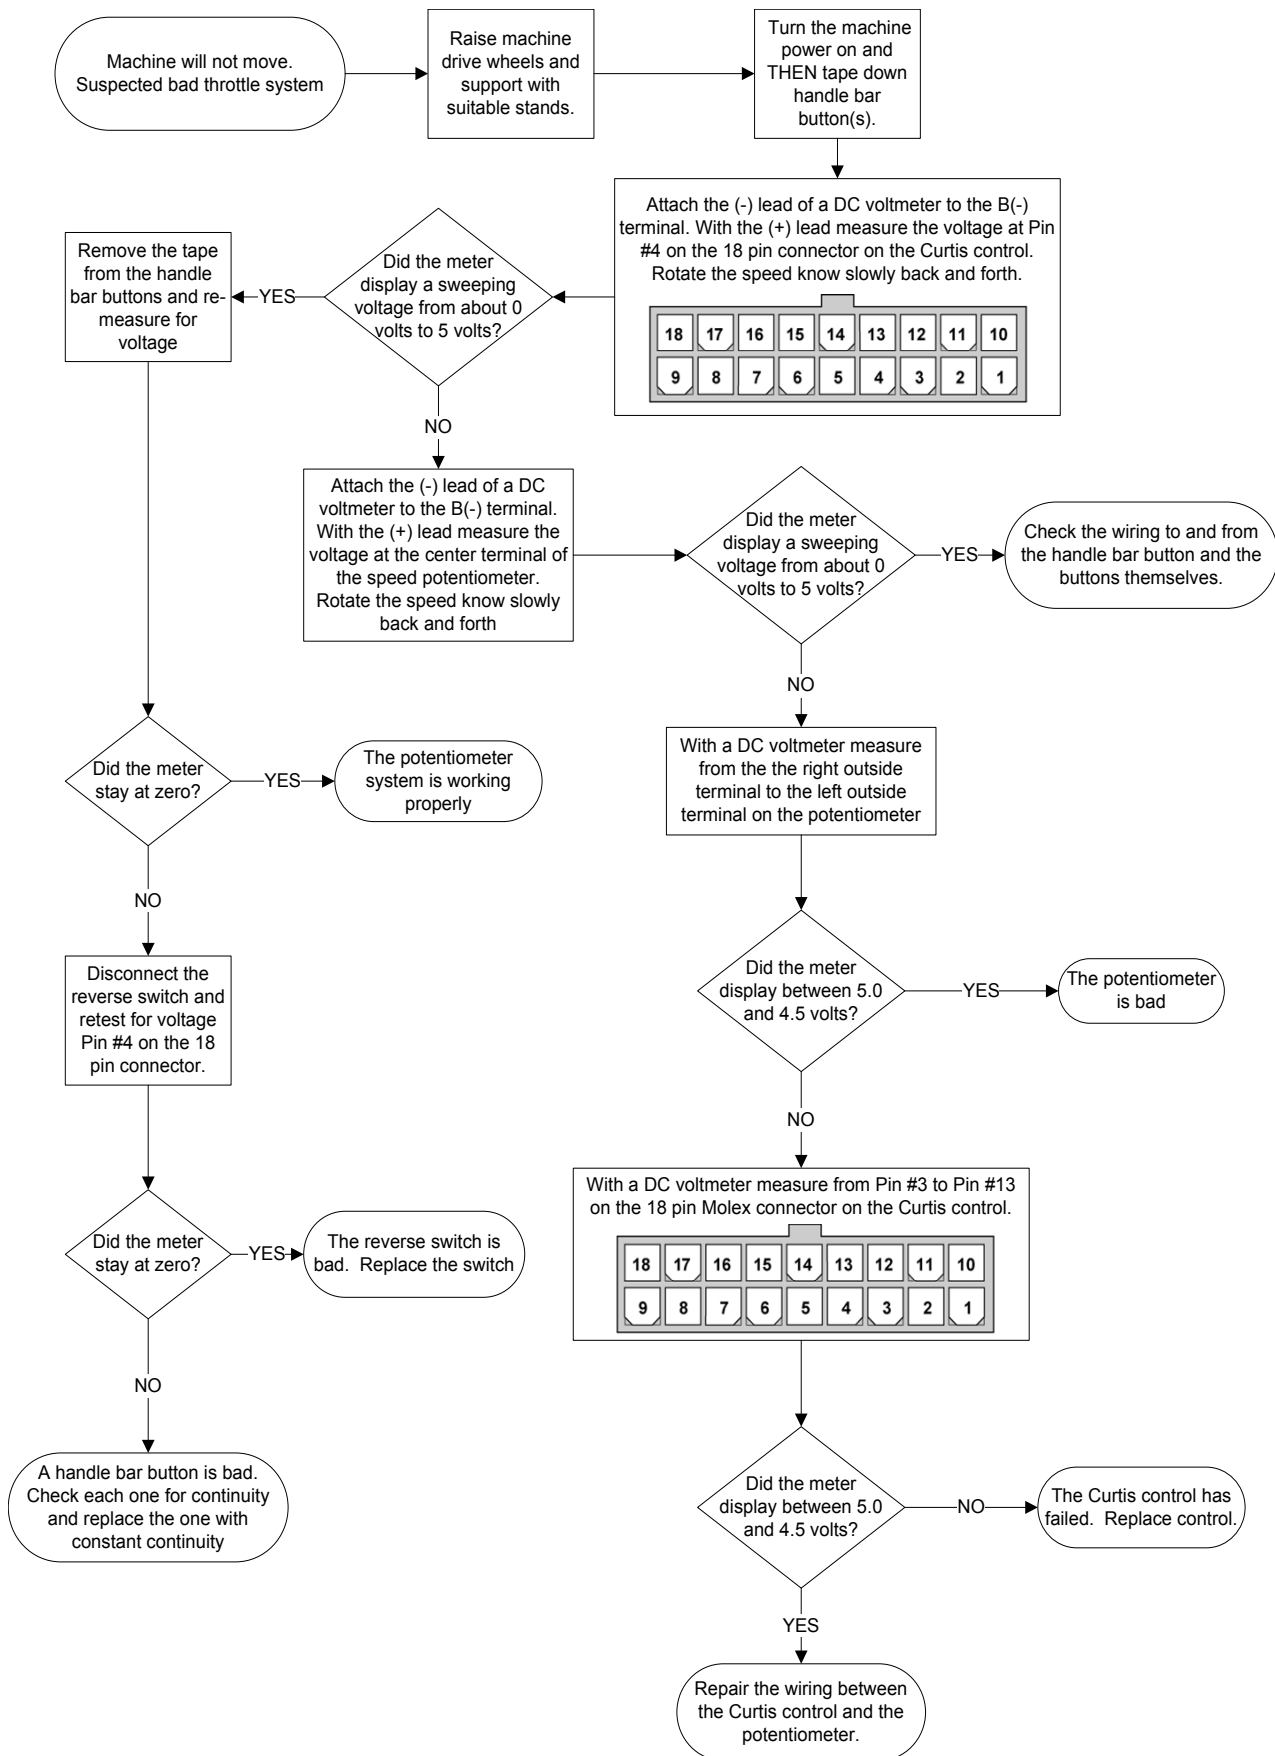 Machine will not move.
Suspected bad throttle system
Raise machine
drive wheels and
support with
suitable stands.
Turn the machine
power on and
THEN tape down
handle bar
button(s).
Attach the (-) lead of a DC voltmeter to the B(-)
terminal. With the (+) lead measure the voltage at Pin
#4 on the 18 pin connector on the Curtis control.
Rotate the speed know slowly back and forth.
18 17 16 15 14 13 12 11 10
9 8 7 6 5 4 3 2 1
Did the meter
display a sweeping
voltage from about 0
volts to 5 volts?
YES
Remove the tape
from the handle
bar buttons and re-
measure for
voltage
NO
Attach the (-) lead of a DC
voltmeter to the B(-) terminal.
With the (+) lead measure the
voltage at the center terminal of
the speed potentiometer.
Rotate the speed know slowly
back and forth
Did the meter
display a sweeping
voltage from about 0
volts to 5 volts?
YES
Check the wiring to and from
the handle bar button and the
buttons themselves.
NO
With a DC voltmeter measure
from the the right outside
terminal to the left outside
terminal on the potentiometer
Did the meter
stay at zero?
YES
The potentiometer
system is working
properly
NO
Disconnect the
reverse switch and
retest for voltage
Pin #4 on the 18
pin connector.
Did the meter
display between 5.0
and 4.5 volts?
YES
The potentiometer
is bad
NO
With a DC voltmeter measure from Pin #3 to Pin #13
on the 18 pin Molex connector on the Curtis control.
18 17 16 15 14 13 12 11 10
9 8 7 6 5 4 3 2 1
Did the meter
stay at zero?
YES
The reverse switch is
bad. Replace the switch
NO
A handle bar button is bad.
Check each one for continuity
and replace the one with
constant continuity
Did the meter
display between 5.0
and 4.5 volts?
NO
The Curtis control has
failed. Replace control.
YES
Repair the wiring between
the Curtis control and the
potentiometer.